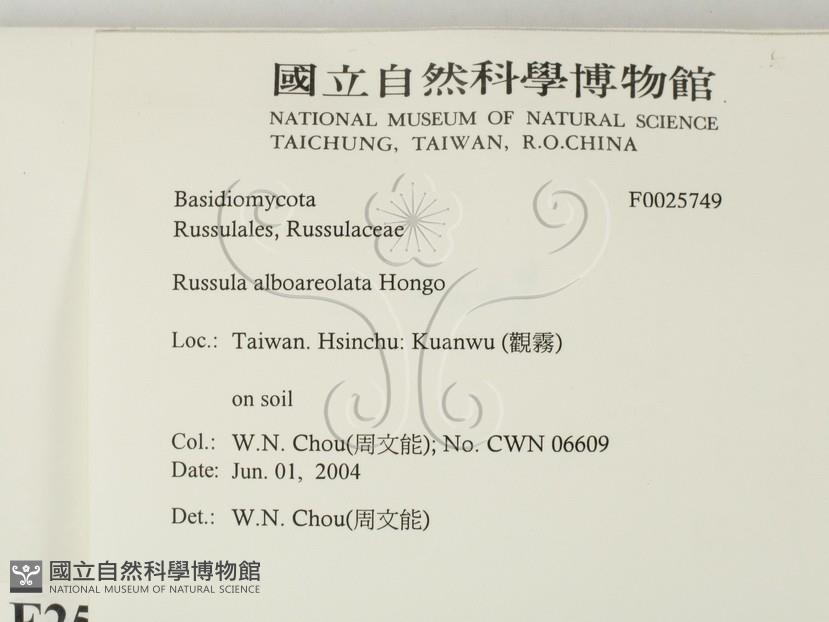 國立自然科學博物館
NATIONAL MUSEUM OF NATURAL SCIENCE
TAICHUNG, TAIWAN, R.O.CHINA
Basidiomycota F0025749
Russulales, Russulaceae
Russula alboareolata Hongo
Loc.: Taiwan. Hsinchu: Kuanwu (觀霧)
on soil
Col.: W.N. Chou(周文能); No. CWN 06609
Date: Jun. 01, 2004
Det.: W.N. Chou(周文能)
國立自然科學博物館
NATIONAL MUSEUM OF NATURAL SCIENCE